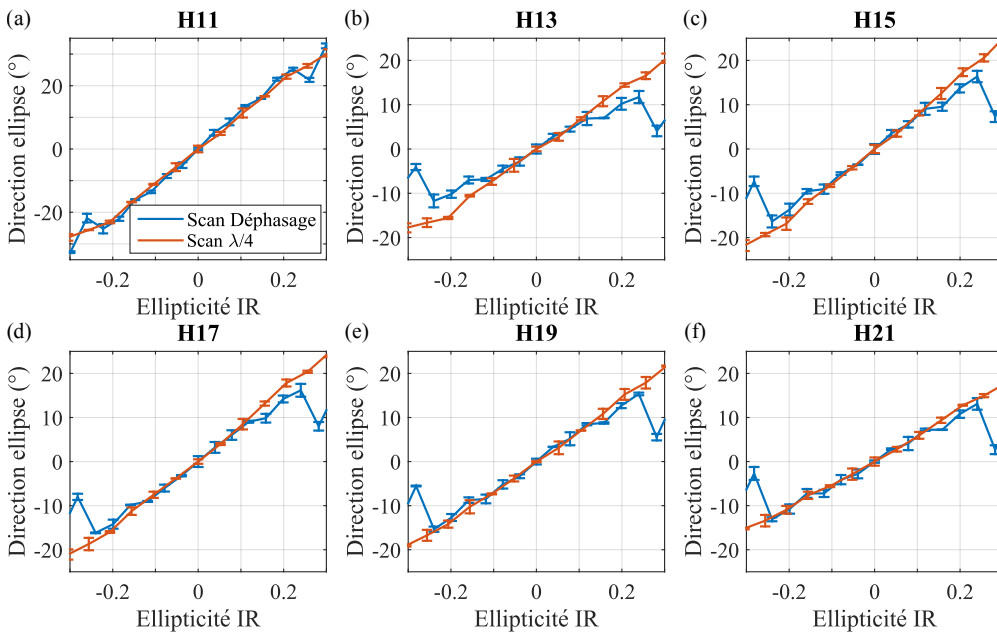 (a) H11
Direction ellipse (°)
20
0
-20
-0.2 0 0.2
Ellipticité IR
Scan Déphasage
Scan λ/4
(b) H13
Direction ellipse (°)
20
10
0
-10
-20
-0.2 0 0.2
Ellipticité IR
(c) H15
Direction ellipse (°)
20
10
0
-10
-20
-0.2 0 0.2
Ellipticité IR
(d) H17
Direction ellipse (°)
20
10
0
-10
-20
-0.2 0 0.2
Ellipticité IR
(e) H19
Direction ellipse (°)
20
10
0
-10
-20
-0.2 0 0.2
Ellipticité IR
(f) H21
Direction ellipse (°)
20
10
0
-10
-20
-0.2 0 0.2
Ellipticité IR